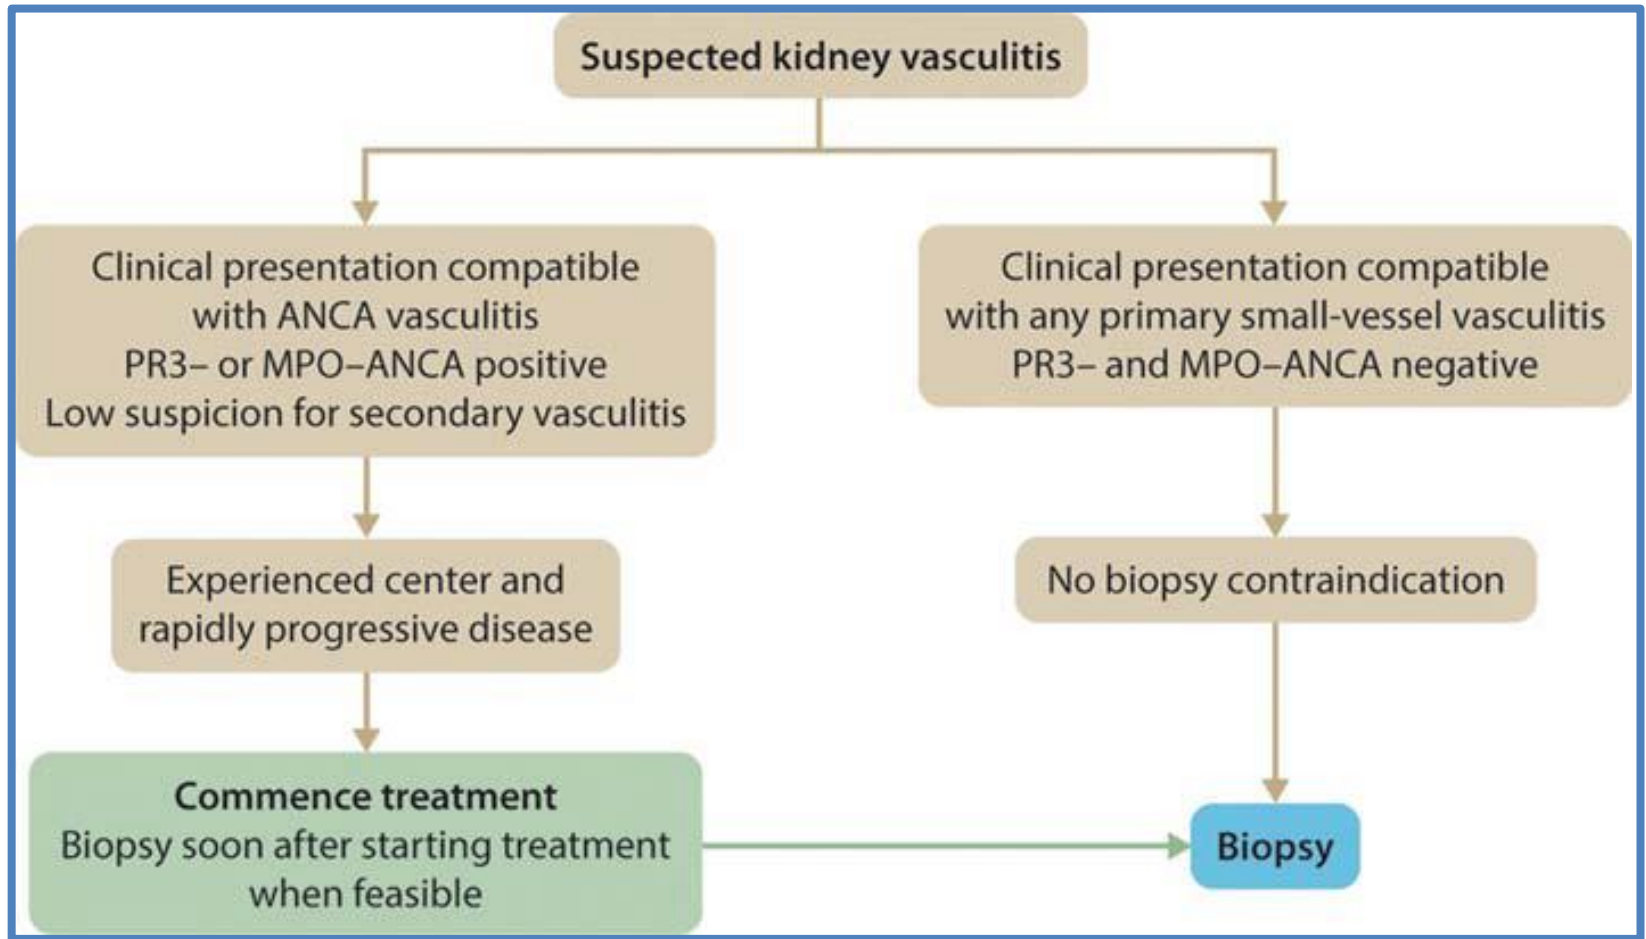 Suspected kidney vasculitis
Clinical presentation compatible
with ANCA vasculitis
PR3– or MPO–ANCA positive
Low suspicion for secondary vasculitis
Clinical presentation compatible
with any primary small-vessel vasculitis
PR3– and MPO–ANCA negative
Experienced center and
rapidly progressive disease
No biopsy contraindication
Commence treatment
Biopsy soon after starting treatment
when feasible
Biopsy